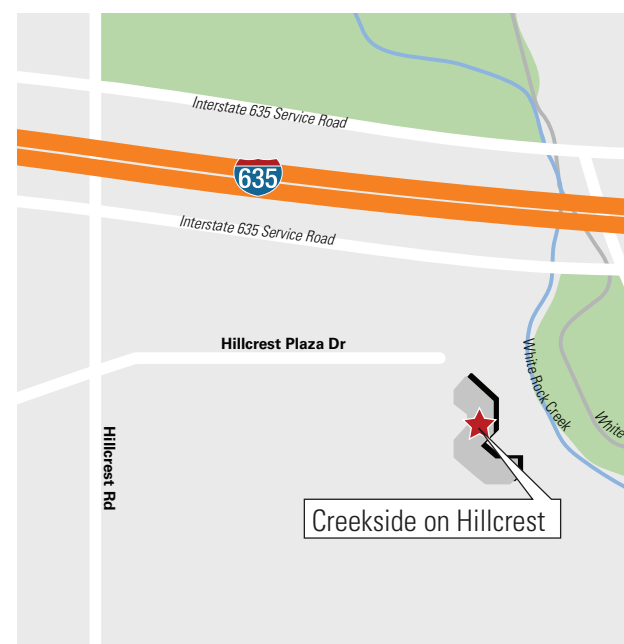 Interstate 635 Service Road
635
Interstate 635 Service Road
Hillcrest Plaza Dr
White Rock Creek
White
Hillcrest Rd
Creekside on Hillcrest